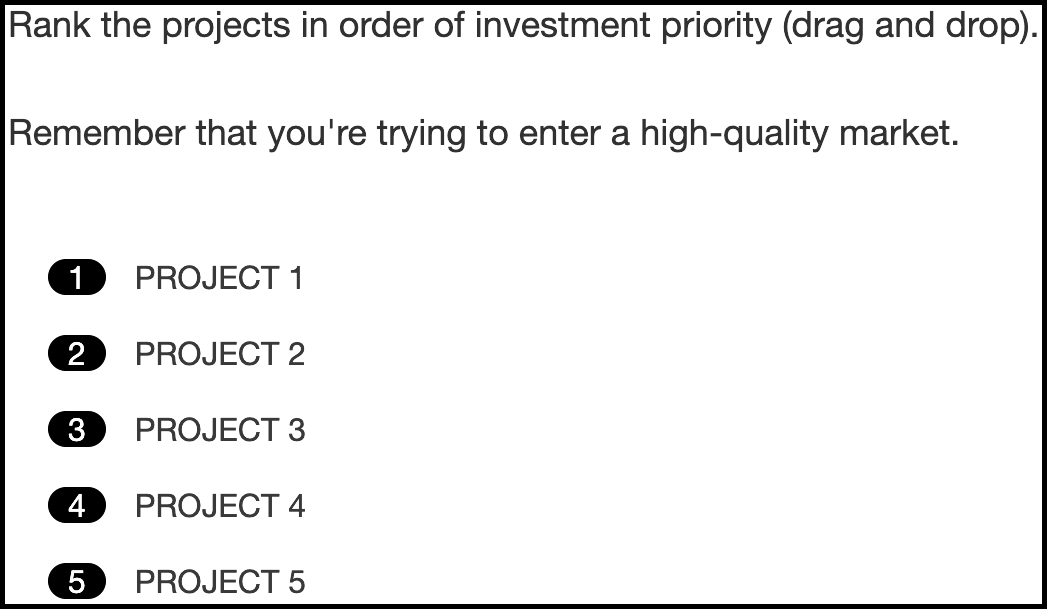 Rank the projects in order of investment priority (drag and drop).
Remember that you're trying to enter a high-quality market.
1 PROJECT 1
2 PROJECT 2
3 PROJECT 3
4 PROJECT 4
5 PROJECT 5